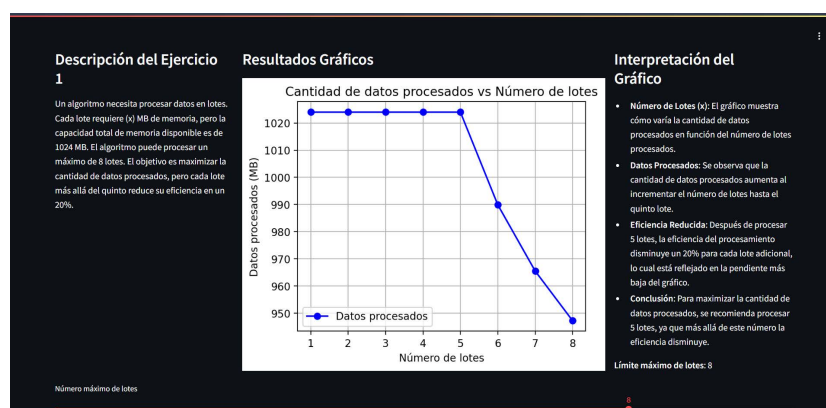 Descripción del Ejercicio
1
Un algoritmo necesita procesar datos en lotes.
Cada lote requiere (x) MB de memoria, pero la
capacidad total de memoria disponible es de
1024 MB. El algoritmo puede procesar un
máximo de 8 lotes. El objetivo es maximizar la
cantidad de datos procesados, pero cada lote
más allá del quinto reduce su eficiencia en un
20%.
Número máximo de lotes
Resultados Gráficos
Cantidad de datos procesados vs Número de lotes
Datos procesados (MB)
1020
1010
1000
990
980
970
960
950
Datos procesados
1 2 3 4 5 6 7 8
Número de lotes
Interpretación del
Gráfico
• Número de Lotes (x): El gráfico muestra
cómo varía la cantidad de datos
procesados en función del número de lotes
procesados.
• Datos Procesados: Se observa que la
cantidad de datos procesados aumenta al
incrementar el número de lotes hasta el
quinto lote.
• Eficiencia Reducida: Después de procesar
5 lotes, la eficiencia del procesamiento
disminuye un 20% para cada lote adicional,
lo cual está reflejado en la pendiente más
baja del gráfico.
• Conclusión: Para maximizar la cantidad de
datos procesados, se recomienda procesar
5 lotes, ya que más allá de este número la
eficiencia disminuye.
Límite máximo de lotes: 8
8